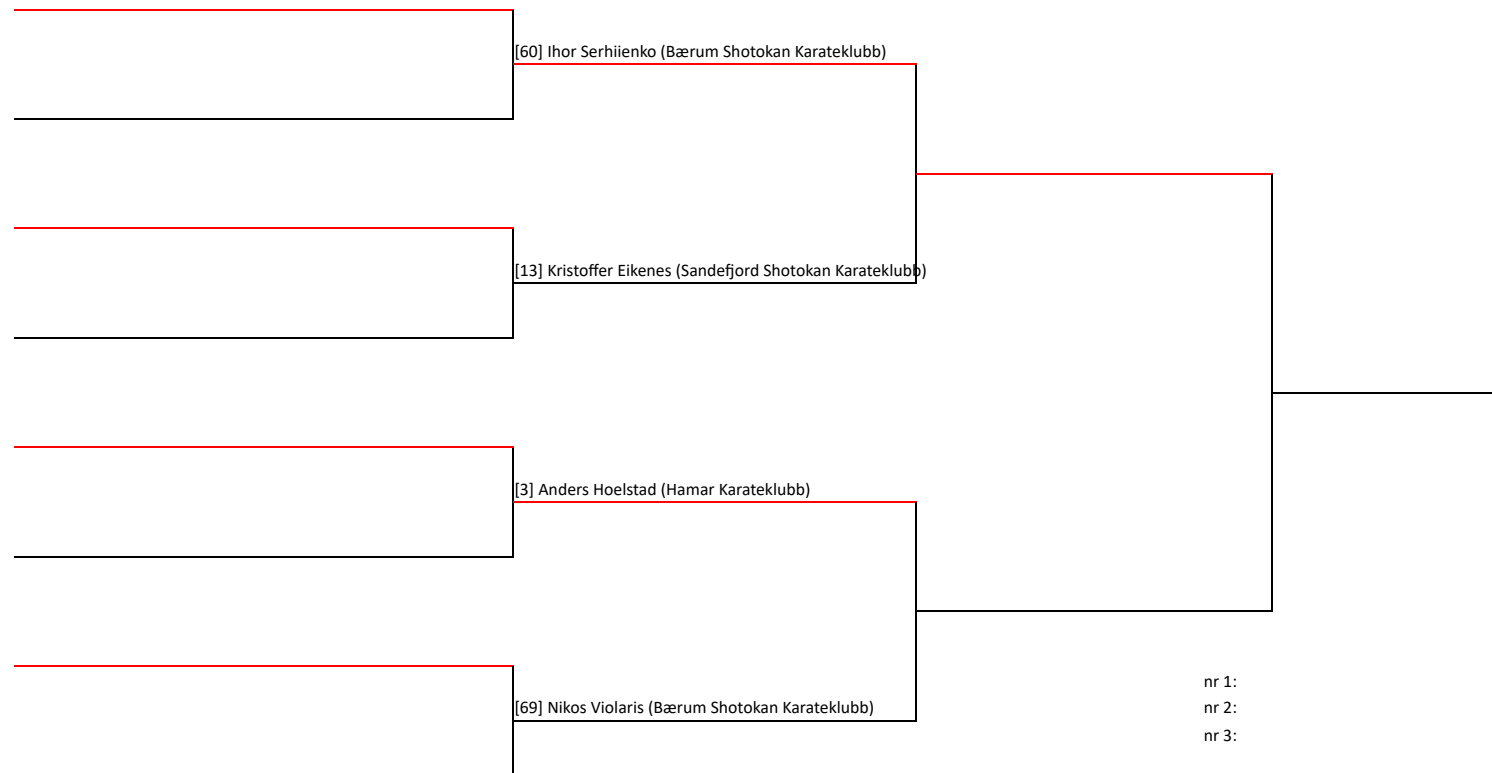 [60] Ihor Serhiienko (Bærum Shotokan Karateklubb)
[13] Kristoffer Eikenes (Sandefjord Shotokan Karateklubb)
[3] Anders Hoelstad (Hamar Karateklubb)
[69] Nikos Violaris (Bærum Shotokan Karateklubb)
nr 1:
nr 2:
nr 3: